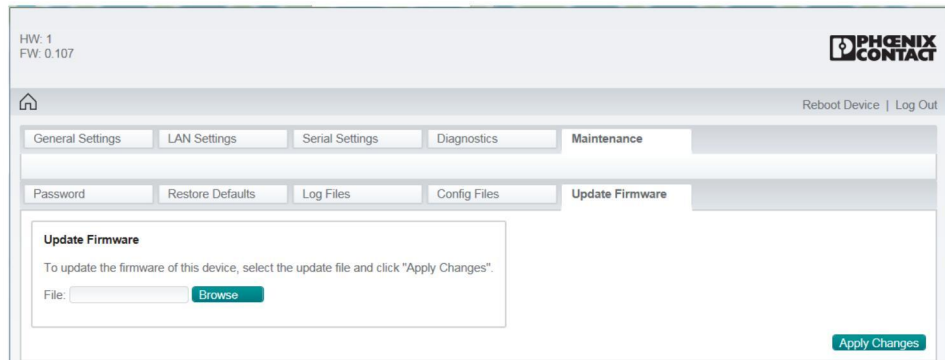 HW: 1
FW: 0.107
PHŒNIX
CONTACT
Reboot Device | Log Out
General Settings LAN Settings Serial Settings Diagnostics Maintenance
Password Restore Defaults Log Files Config Files Update Firmware
Update Firmware
To update the firmware of this device, select the update file and click "Apply Changes".
File: Browse
Apply Changes